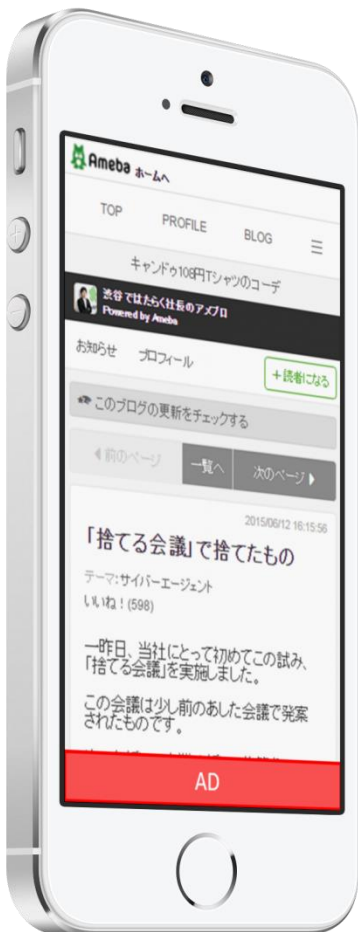 Ameba ホームへ
TOP PROFILE BLOG
キャンドゥ108円Tシャツのコーデ
渋谷ではたらく社長のアメブロ
Powered by Ameba
お知らせ プロフィール +読者になる
このブログの更新をチェックする
前のページ 一覧へ 次のページ
2015/06/12 16:15:56
「捨てる会議」で捨てたもの
テーマ:サイバーエージェント
いいね!(598)
一昨日、当社にとって初めてこの試み、
「捨てる会議」を実施しました。
この会議は少し前のあした会議で発案
されたものです。
AD